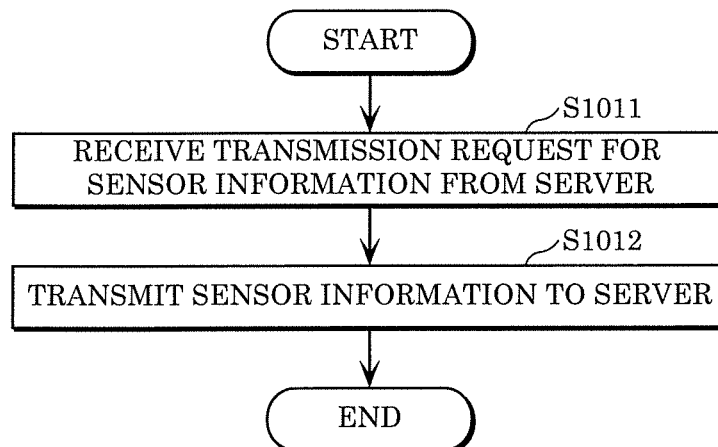 START
S1011
RECEIVE TRANSMISSION REQUEST FOR
SENSOR INFORMATION FROM SERVER
S1012
TRANSMIT SENSOR INFORMATION TO SERVER
END